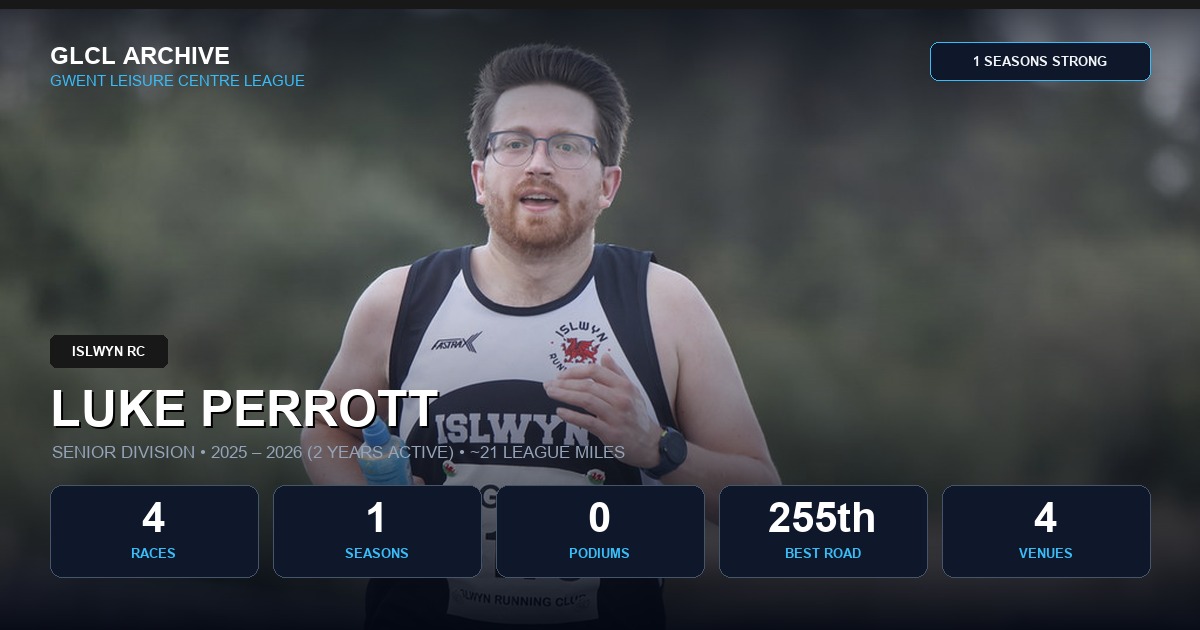 GLCL ARCHIVE
GWENT LEISURE CENTRE LEAGUE
1 SEASONS STRONG
FASTRAX
ISLWYN
RUN
ISLWYN RC
LUKE PERROTT
ISLWYN
SENIOR DIVISION • 2025 – 2026 (2 YEARS ACTIVE) • ~21 LEAGUE MILES
4
RACES
1
SEASONS
0
PODIUMS
255th
BEST ROAD
4
VENUES
ISLWYN RUNNING CLUB